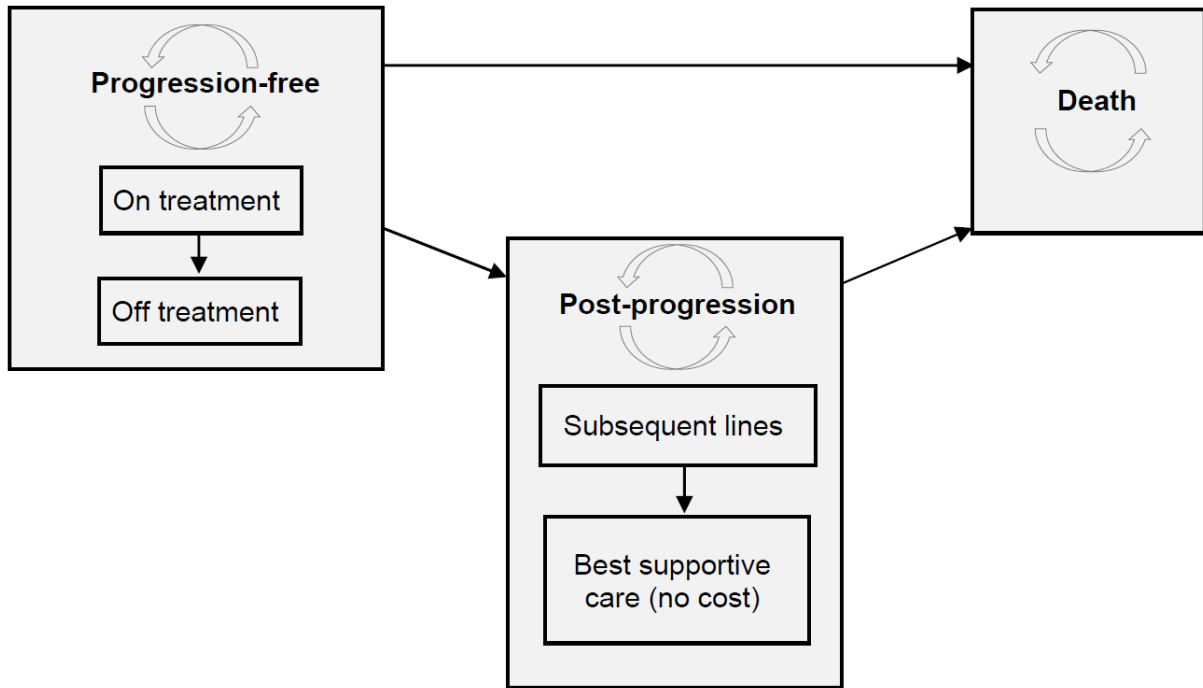 Progression-free
On treatment
Off treatment
Post-progression
Subsequent lines
Best supportive
care (no cost)
Death